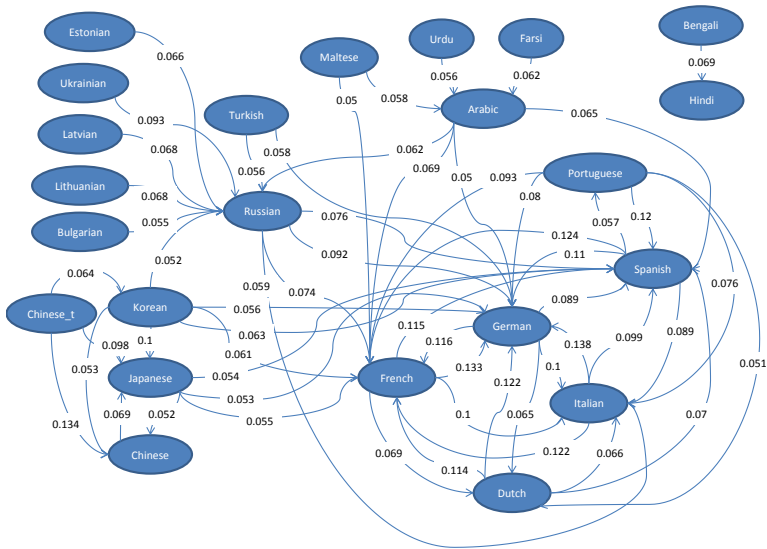 Estonian
Urdu
Farsi
Bengali
0.066
Maltese
0.056
0.062
0.069
Ukrainian
0.05
0.058
Hindi
Arabic
0.093
Turkish
0.065
Latvian
0.068
0.058
0.062
0.069
0.056
0.05
0.093
Portuguese
Lithuanian
0.068
0.08
Russian
0.076
0.057
0.12
Bulgarian
0.055
0.124
0.092
0.11
0.052
Spanish
0.064
0.059
0.074
0.076
Korean
0.056
0.089
Chinese_t
0.063
0.115
German
0.089
0.099
0.098
0.1
0.061
0.116
0.138
0.053
0.133
0.1
0.051
Japanese
0.054
French
0.122
0.053
Italian
0.069
0.052
0.055
0.1
0.065
0.07
0.134
0.069
0.122
0.066
Chinese
0.114
Dutch